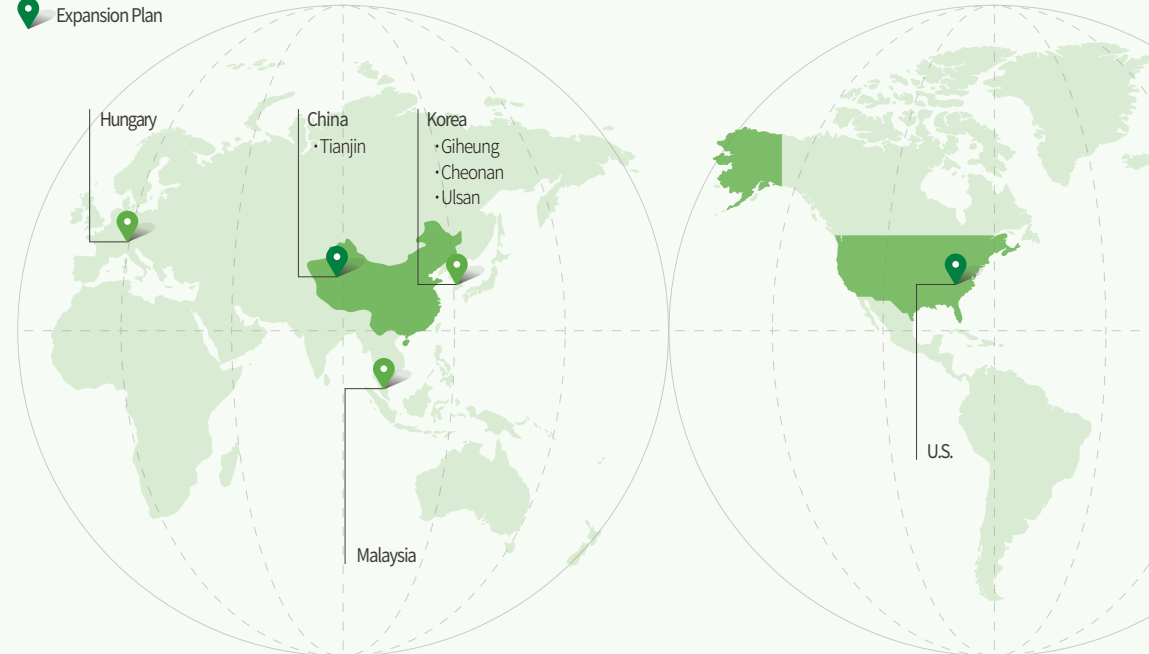 Expansion Plan
Hungary
China
·Tianjin
Korea
·Giheung
·Cheonan
·Ulsan
U.S.
Malaysia